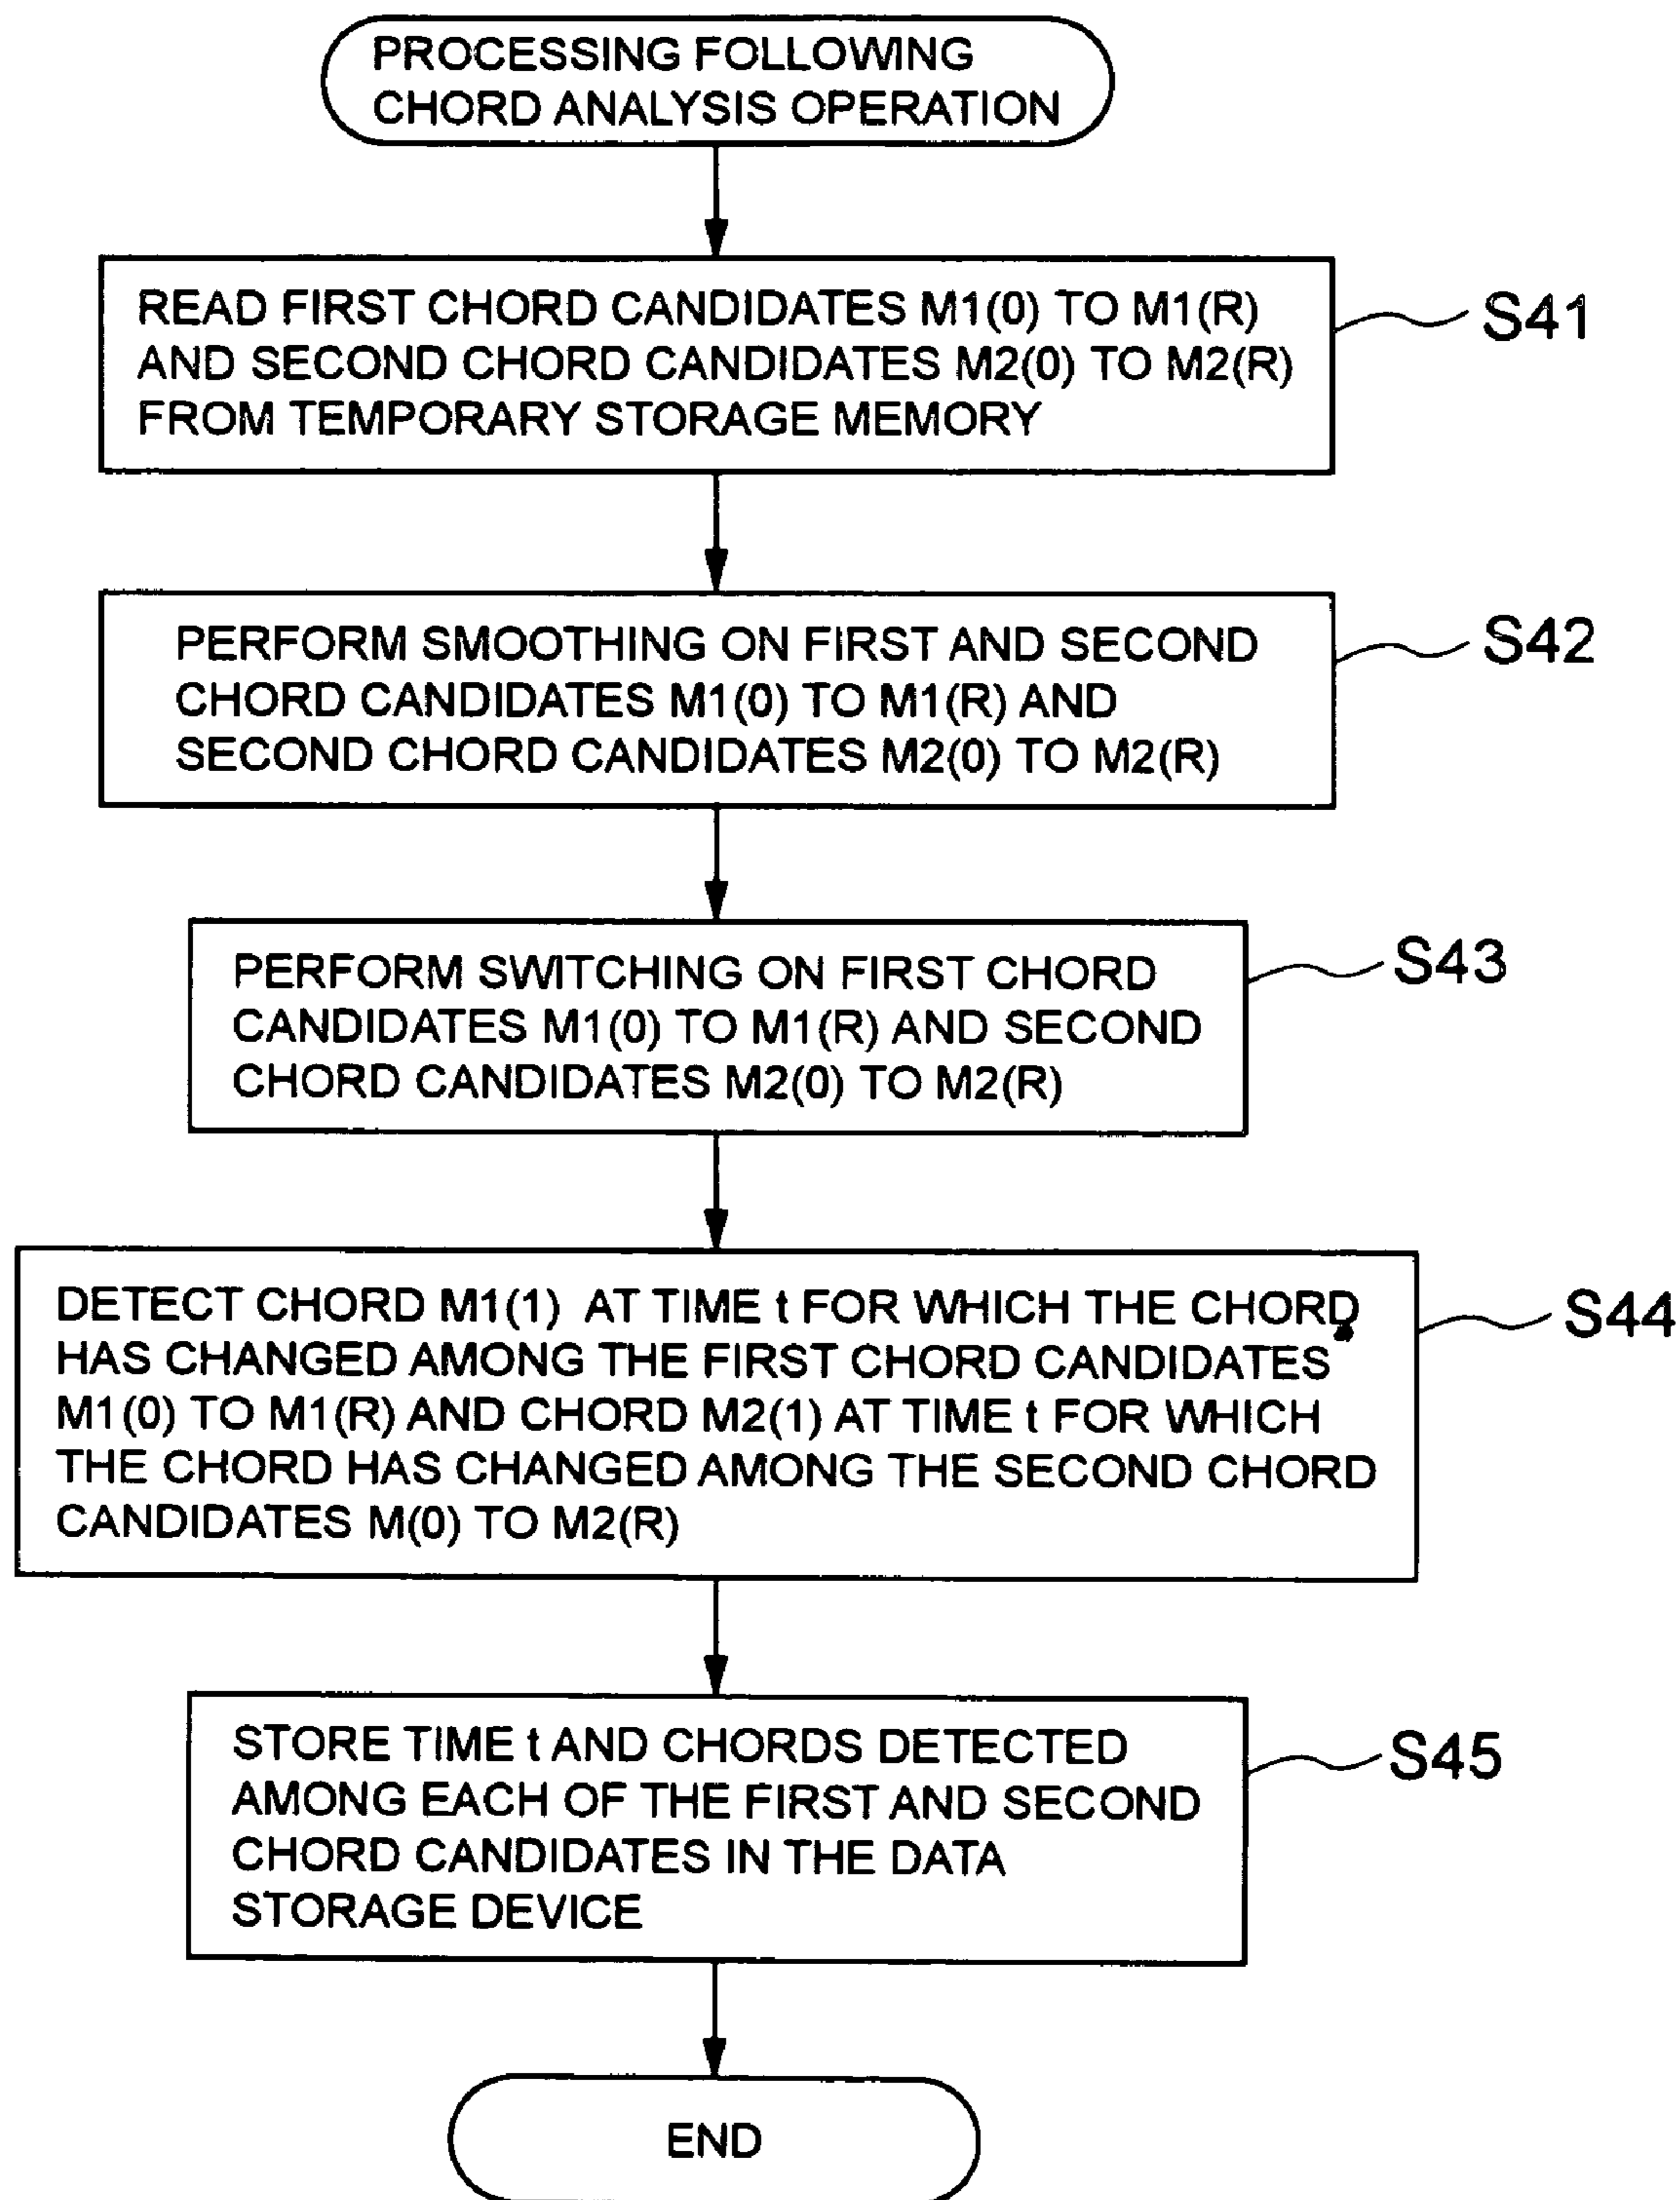 PROCESSING FOLLOWING
CHORD ANALYSIS OPERATION
READ FIRST CHORD CANDIDATES M1(0) TO M1(R)
AND SECOND CHORD CANDIDATES M2(0) TO M2(R)
FROM TEMPORARY STORAGE MEMORY
S41
PERFORM SMOOTHING ON FIRST AND SECOND
CHORD CANDIDATES M1(0) TO M1(R) AND
SECOND CHORD CANDIDATES M2(0) TO M2(R)
S42
PERFORM SWITCHING ON FIRST CHORD
CANDIDATES M1(0) TO M1(R) AND SECOND
CHORD CANDIDATES M2(0) TO M2(R)
S43
DETECT CHORD M1(1) AT TIME t FOR WHICH THE CHORD
HAS CHANGED AMONG THE FIRST CHORD CANDIDATES
M1(0) TO M1(R) AND CHORD M2(1) AT TIME t FOR WHICH
THE CHORD HAS CHANGED AMONG THE SECOND CHORD
CANDIDATES M(0) TO M2(R)
S44
STORE TIME t AND CHORDS DETECTED
AMONG EACH OF THE FIRST AND SECOND
CHORD CANDIDATES IN THE DATA
STORAGE DEVICE
S45
END